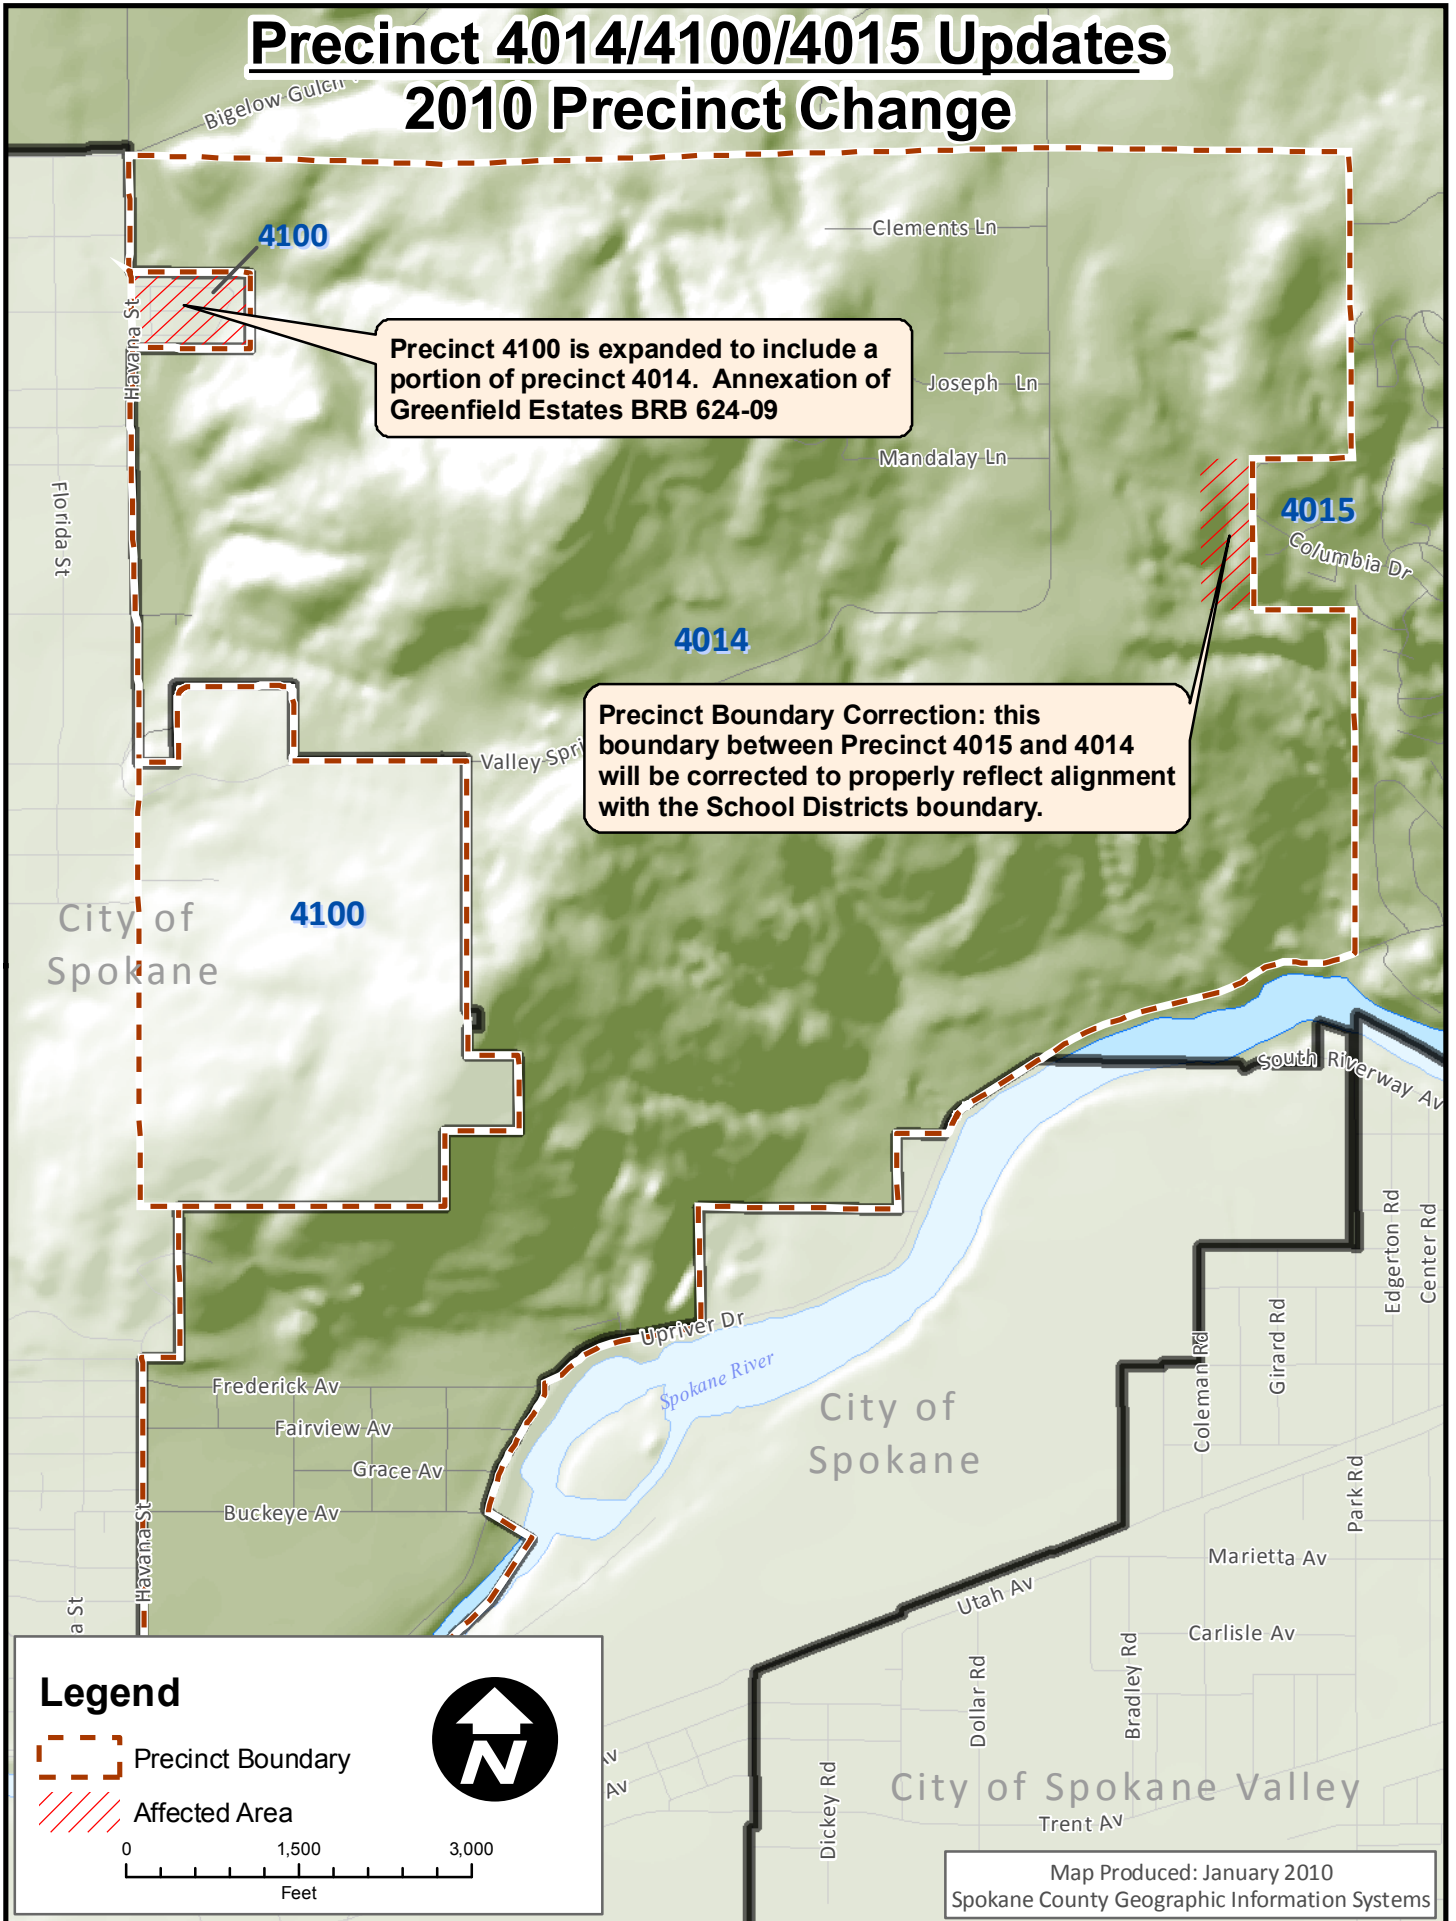 Precinct 4014/4100/4015 Updates
2010 Precinct Change
Bigelow Gulch
4100
Clements Ln
Havana St
Precinct 4100 is expanded to include a
portion of precinct 4014.  Annexation of
Greenfield Estates BRB 624-09
Joseph Ln
Mandalay Ln
Florida St
4015
Columbia Dr
4014
Precinct Boundary Correction: this
boundary between Precinct 4015 and 4014
will be corrected to properly reflect alignment
with the School Districts boundary.
Valley Spri
4100
City of
Spokane
South Riverway Av
Edgerton Rd
Center Rd
Upriver Dr
Spokane River
Girard Rd
Coleman Rd
Frederick Av
Fairview Av
Grace Av
Buckeye Av
Havana St
City of
Spokane
Park Rd
Marietta Av
Utah Av
Carlisle Av
a St
Dollar Rd
Bradley Rd
Dickey Rd
City of Spokane Valley
Trent Av
Av
Legend
N
Precinct Boundary
Affected Area
0 1,500 3,000
Feet
Map Produced: January 2010
Spokane County Geographic Information Systems